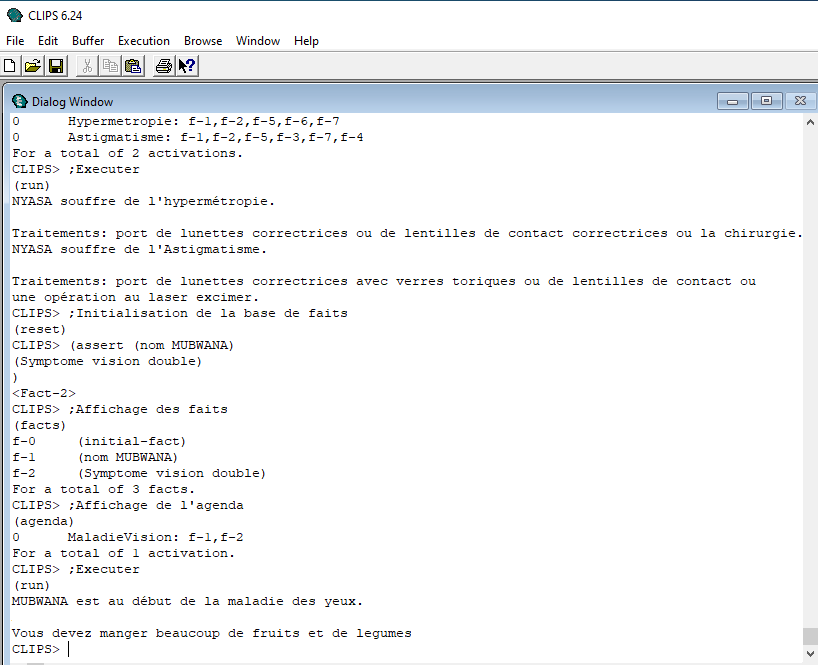 CLIPS 6.24
File Edit Buffer Execution Browse Window Help
Dialog Window
0 Hypermetropie: f-1,f-2,f-5,f-6,f-7
0 Astigmatisme: f-1,f-2,f-5,f-3,f-7,f-4
For a total of 2 activations.
CLIPS> ;Executer
(run)
NYASA souffre de l'hypermétropie.
Traitements: port de lunettes correctrices ou de lentilles de contact correctrices ou la chirurgie.
NYASA souffre de l'Astigmatisme.
Traitements: port de lunettes correctrices avec verres toriques ou de lentilles de contact ou
une opération au laser excimer.
CLIPS> ;Initialisation de la base de faits
(reset)
CLIPS> (assert (nom MUBWANA)
(Symptome vision double)
)
<Fact-2>
CLIPS> ;Affichage des faits
(facts)
f-0 (initial-fact)
f-1 (nom MUBWANA)
f-2 (Symptome vision double)
For a total of 3 facts.
CLIPS> ;Affichage de l'agenda
(agenda)
0 MaladieVision: f-1,f-2
For a total of 1 activation.
CLIPS> ;Executer
(run)
MUBWANA est au début de la maladie des yeux.
Vous devez manger beaucoup de fruits et de legumes
CLIPS>